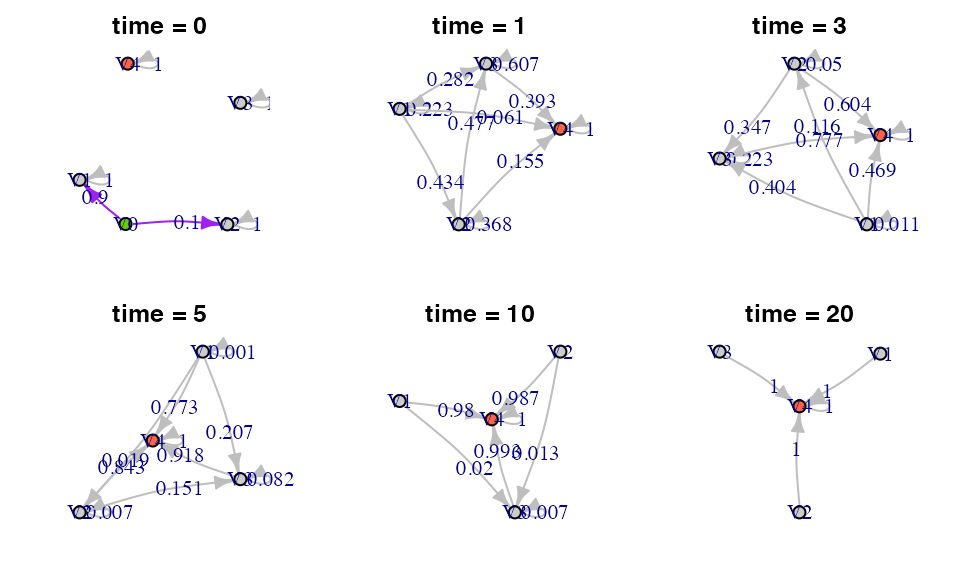 time = 0
V4 1
V3 1
V1 1
0.9
V0 0.1 V2 1
time = 1
V3 0.607
0.282
V1 0.223
0.393
0.477 0.061
V4 1
0.155
0.434
V2 0.368
time = 3
V2 0.05
0.604
0.347 0.116
0.777
V4 1
V3 0.223
0.469
0.404
V1 0.011
time = 5
V1 0.001
0.773
0.207
V4 1
0.019 0.918
0.843
V3 0.082
0.151
V2 0.007
time = 10
V2
0.987
V1
0.98
V4 1
0.993 0.013
0.02
V3 0.007
time = 20
V3
V1
1
1
V4 1
1
V2